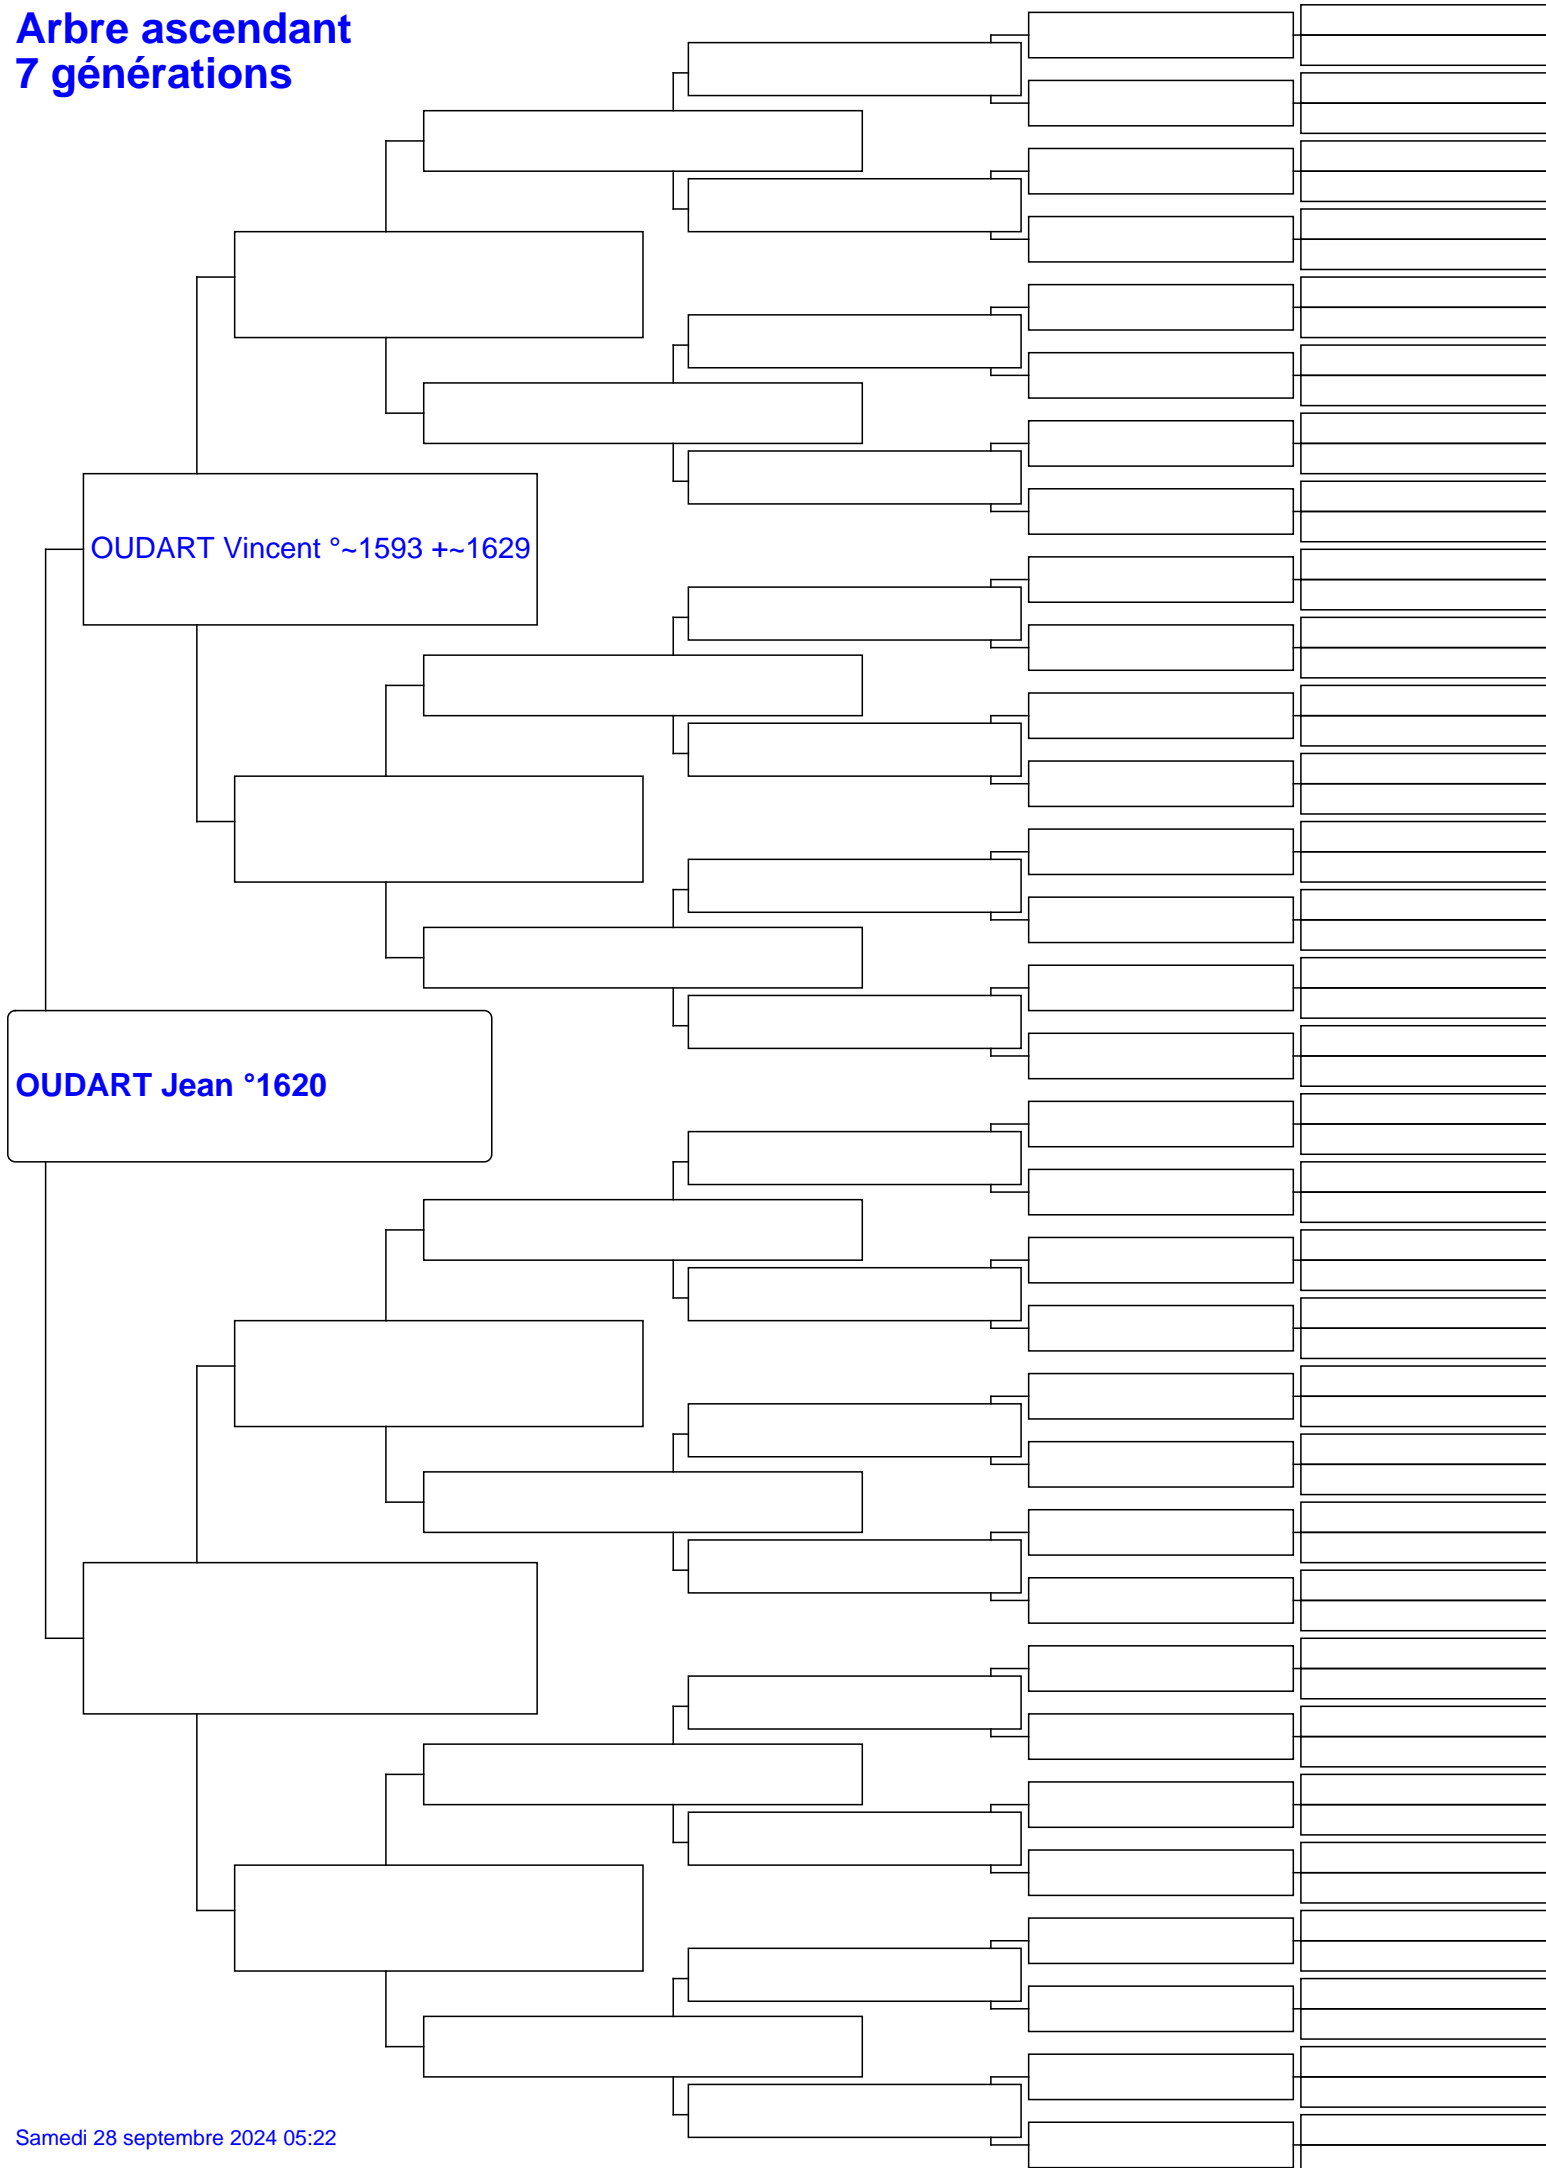 Arbre ascendant
7 générations
OUDART Vincent °~1593 +~1629
OUDART Jean °1620
Samedi 28 septembre 2024 05:22